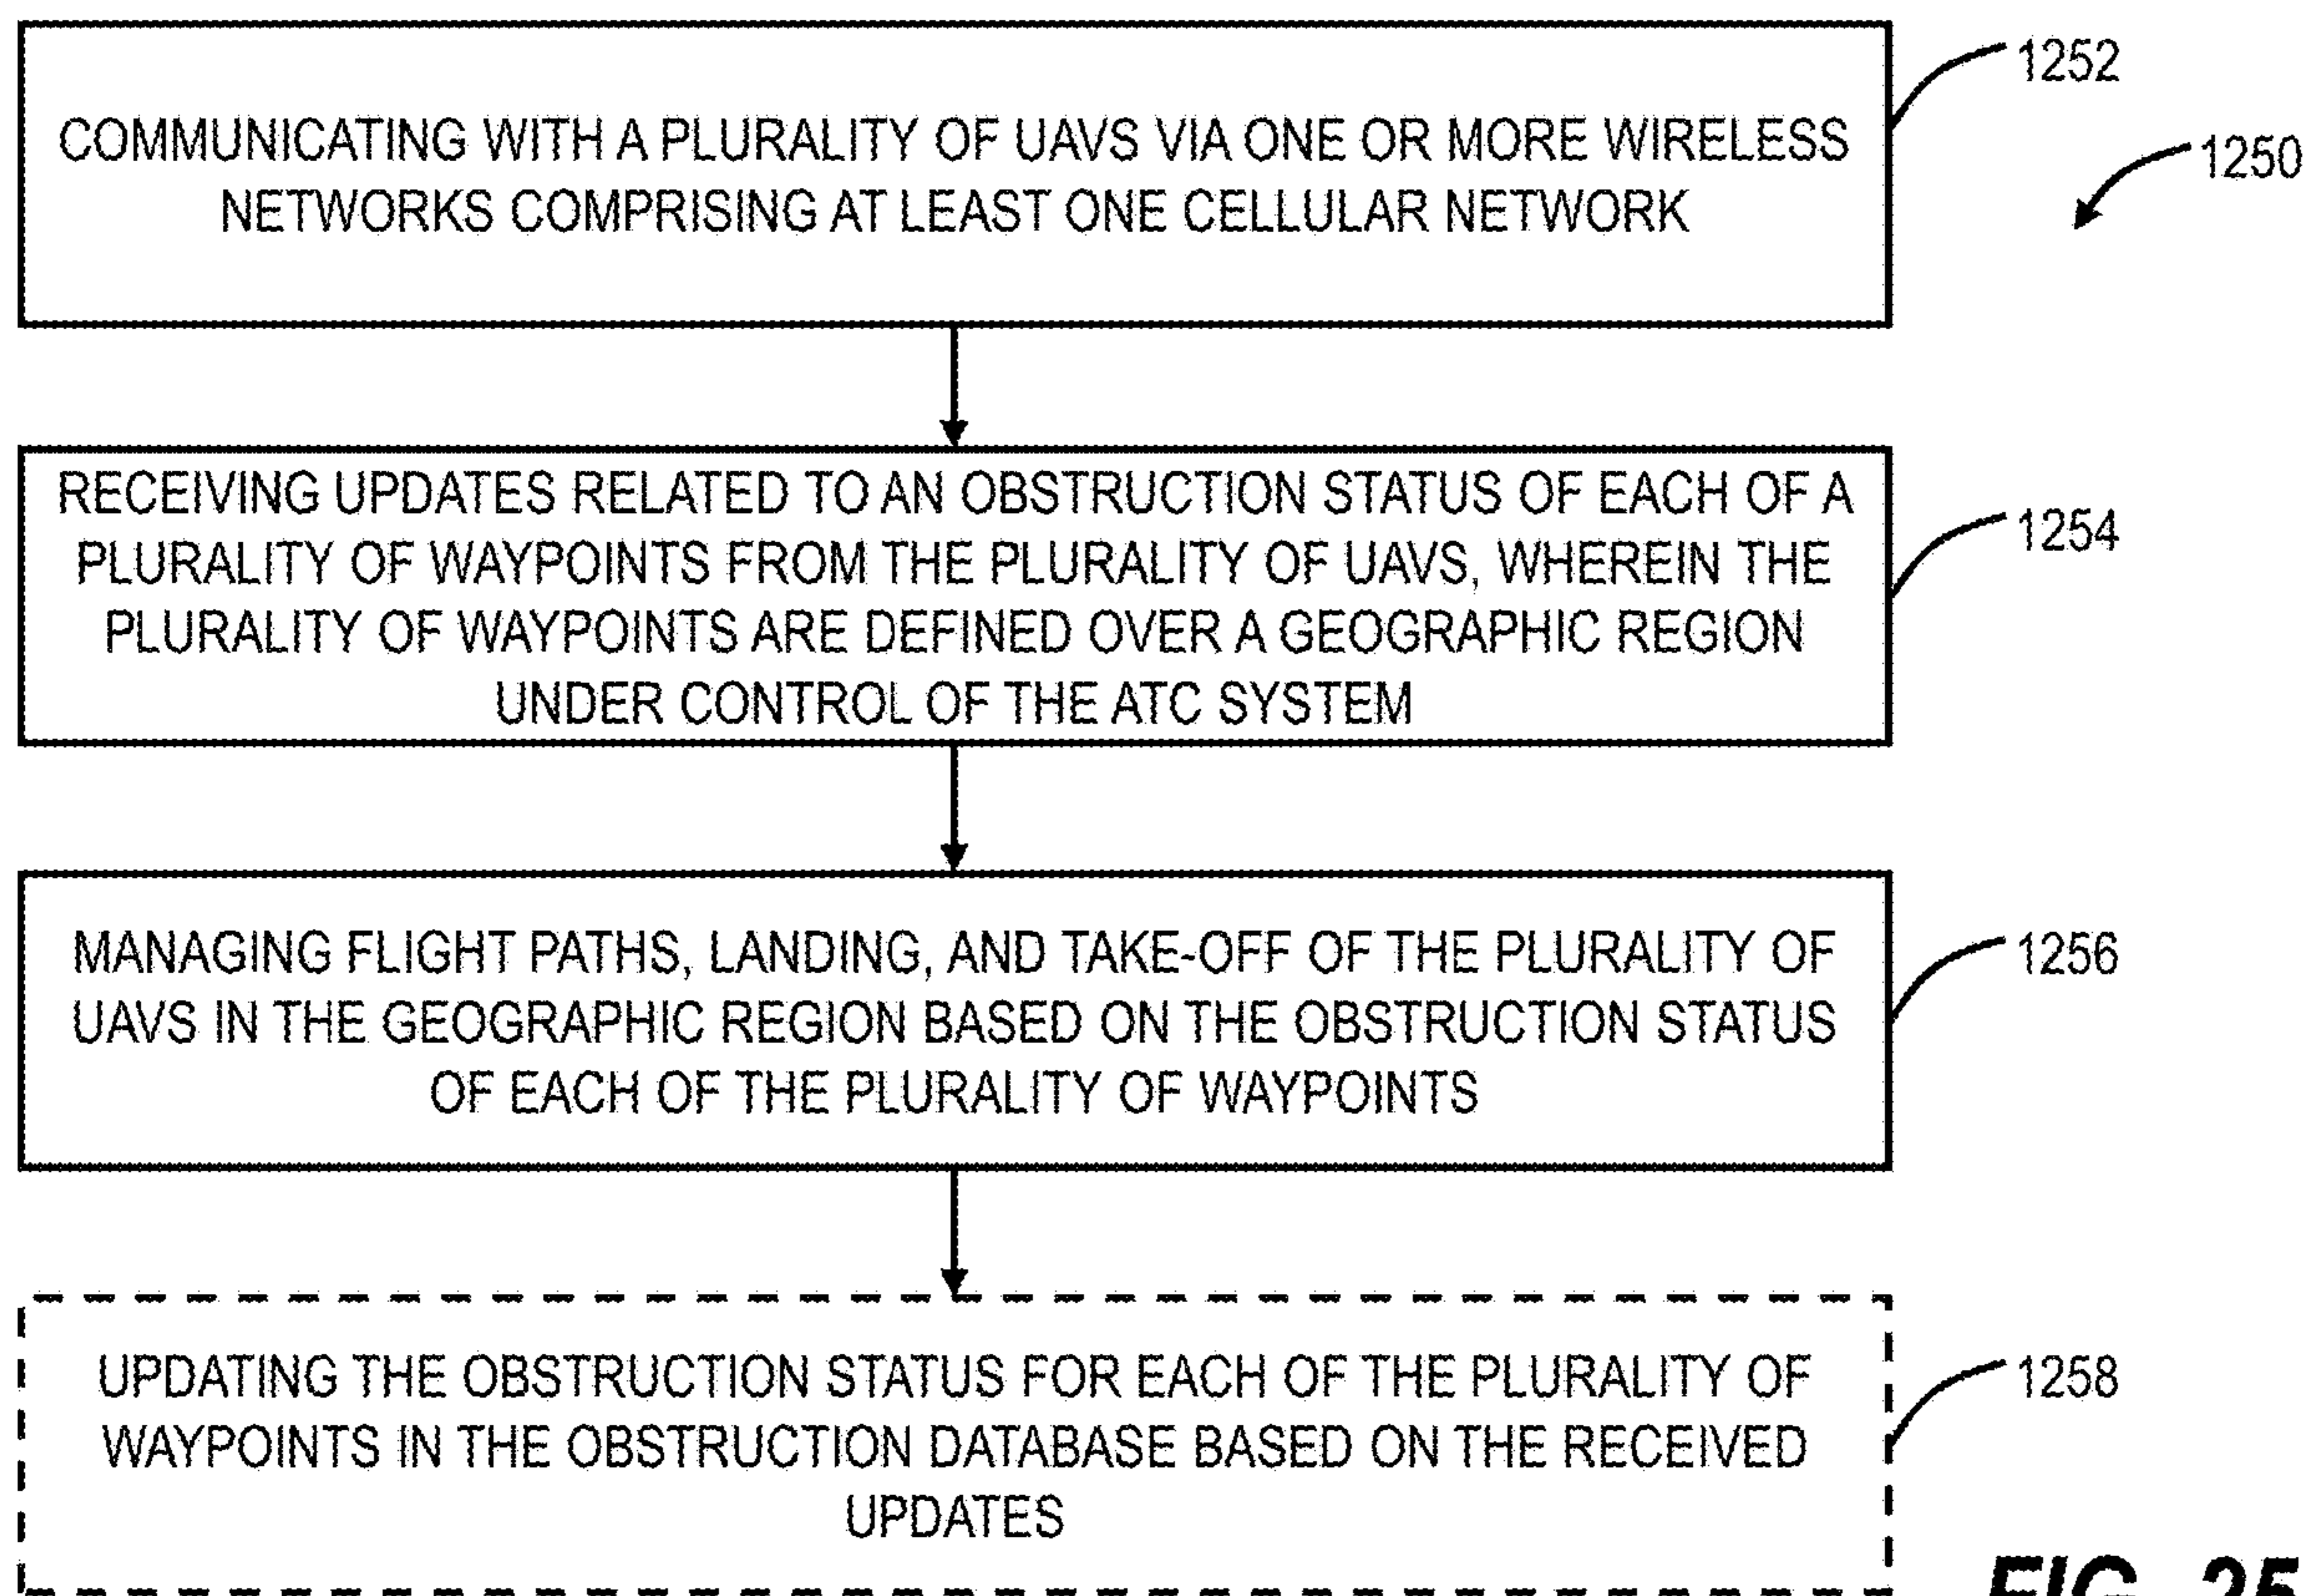 COMMUNICATING WITH A PLURALITY OF UAVS VIA ONE OR MORE WIRELESS
NETWORKS COMPRISING AT LEAST ONE CELLULAR NETWORK
1252
1250
RECEIVING UPDATES RELATED TO AN OBSTRUCTION STATUS OF EACH OF A
PLURALITY OF WAYPOINTS FROM THE PLURALITY OF UAVS, WHEREIN THE
PLURALITY OF WAYPOINTS ARE DEFINED OVER A GEOGRAPHIC REGION
UNDER CONTROL OF THE ATC SYSTEM
1254
MANAGING FLIGHT PATHS, LANDING, AND TAKE-OFF OF THE PLURALITY OF
UAVS IN THE GEOGRAPHIC REGION BASED ON THE OBSTRUCTION STATUS
OF EACH OF THE PLURALITY OF WAYPOINTS
1256
UPDATING THE OBSTRUCTION STATUS FOR EACH OF THE PLURALITY OF
WAYPOINTS IN THE OBSTRUCTION DATABASE BASED ON THE RECEIVED
UPDATES
1258
FIG. 25